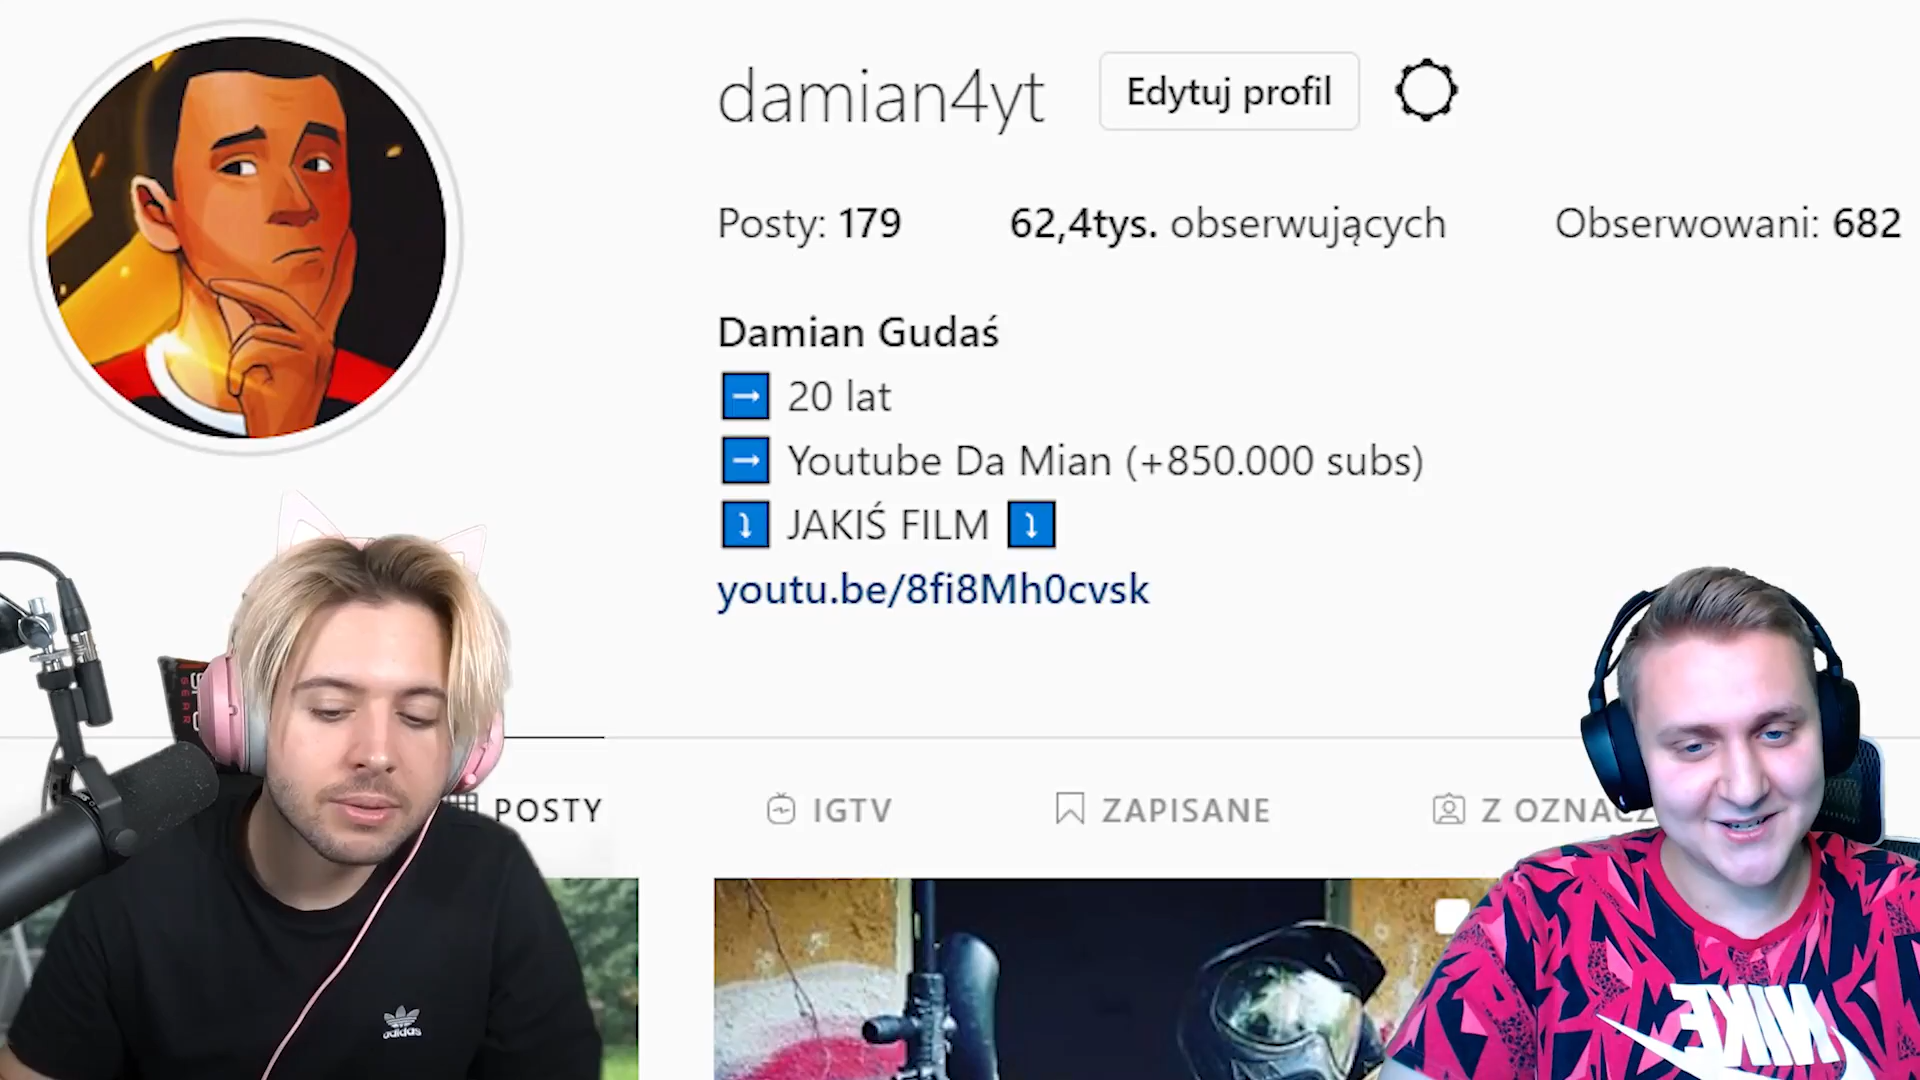 damian4yt Edytuj profil
Posty: 179 62,4tys. obserwujących Obserwowani: 682
Damian Gudaś
20 lat
Youtube Da Mian (+850.000 subs)
JAKIŚ FILM
youtu.be/8fi8Mh0cvsk
POSTY IGTV ZAPISANE Z OZNACZ
adidas
NIKE